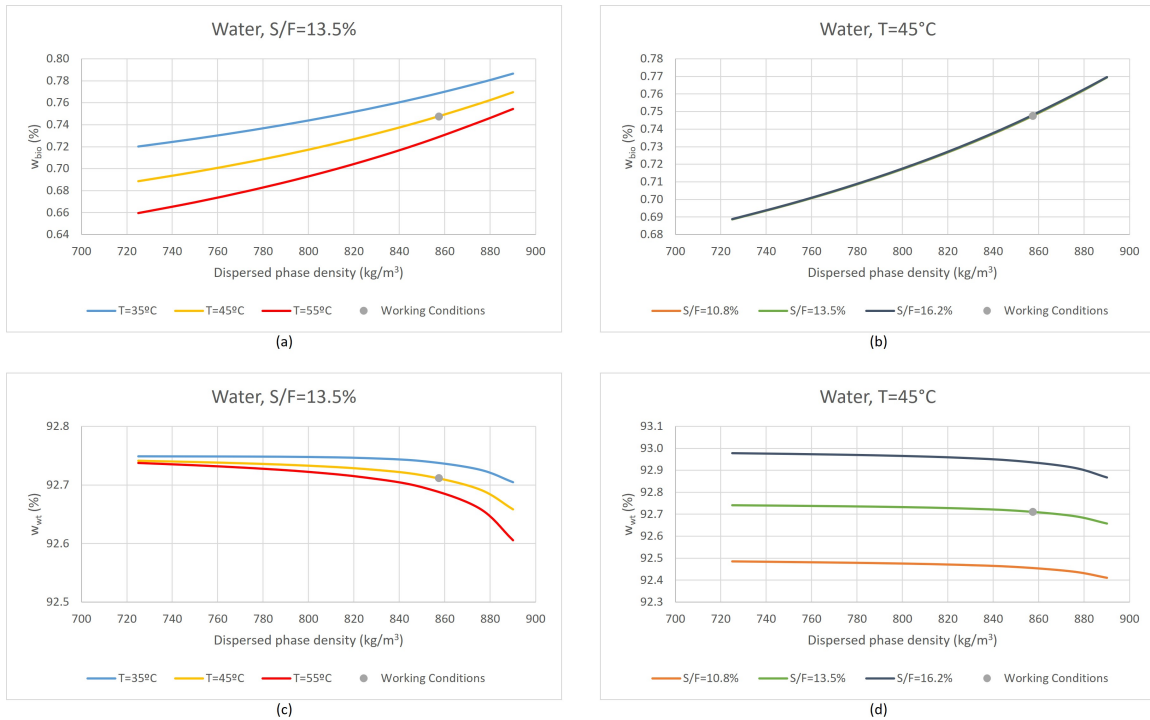 Water, S/F=13.5%
w_bio (%)
0.80
0.78
0.76
0.74
0.72
0.70
0.68
0.66
0.64
700 720 740 760 780 800 820 840 860 880 900
Dispersed phase density (kg/m³)
T=35ºC T=45ºC T=55ºC Working Conditions
(a)
Water, T=45°C
w_bio (%)
0.78
0.77
0.76
0.75
0.74
0.73
0.72
0.71
0.70
0.69
0.68
700 720 740 760 780 800 820 840 860 880 900
Dispersed phase density (kg/m³)
S/F=10.8% S/F=13.5% S/F=16.2% Working Conditions
(b)
Water, S/F=13.5%
w_wt (%)
92.8
92.7
92.6
92.5
700 720 740 760 780 800 820 840 860 880 900
Dispersed phase density (kg/m³)
T=35ºC T=45ºC T=55ºC Working Conditions
(c)
Water, T=45°C
w_wt (%)
93.1
93.0
92.9
92.8
92.7
92.6
92.5
92.4
92.3
700 720 740 760 780 800 820 840 860 880 900
Dispersed phase density (kg/m³)
S/F=10.8% S/F=13.5% S/F=16.2% Working Conditions
(d)